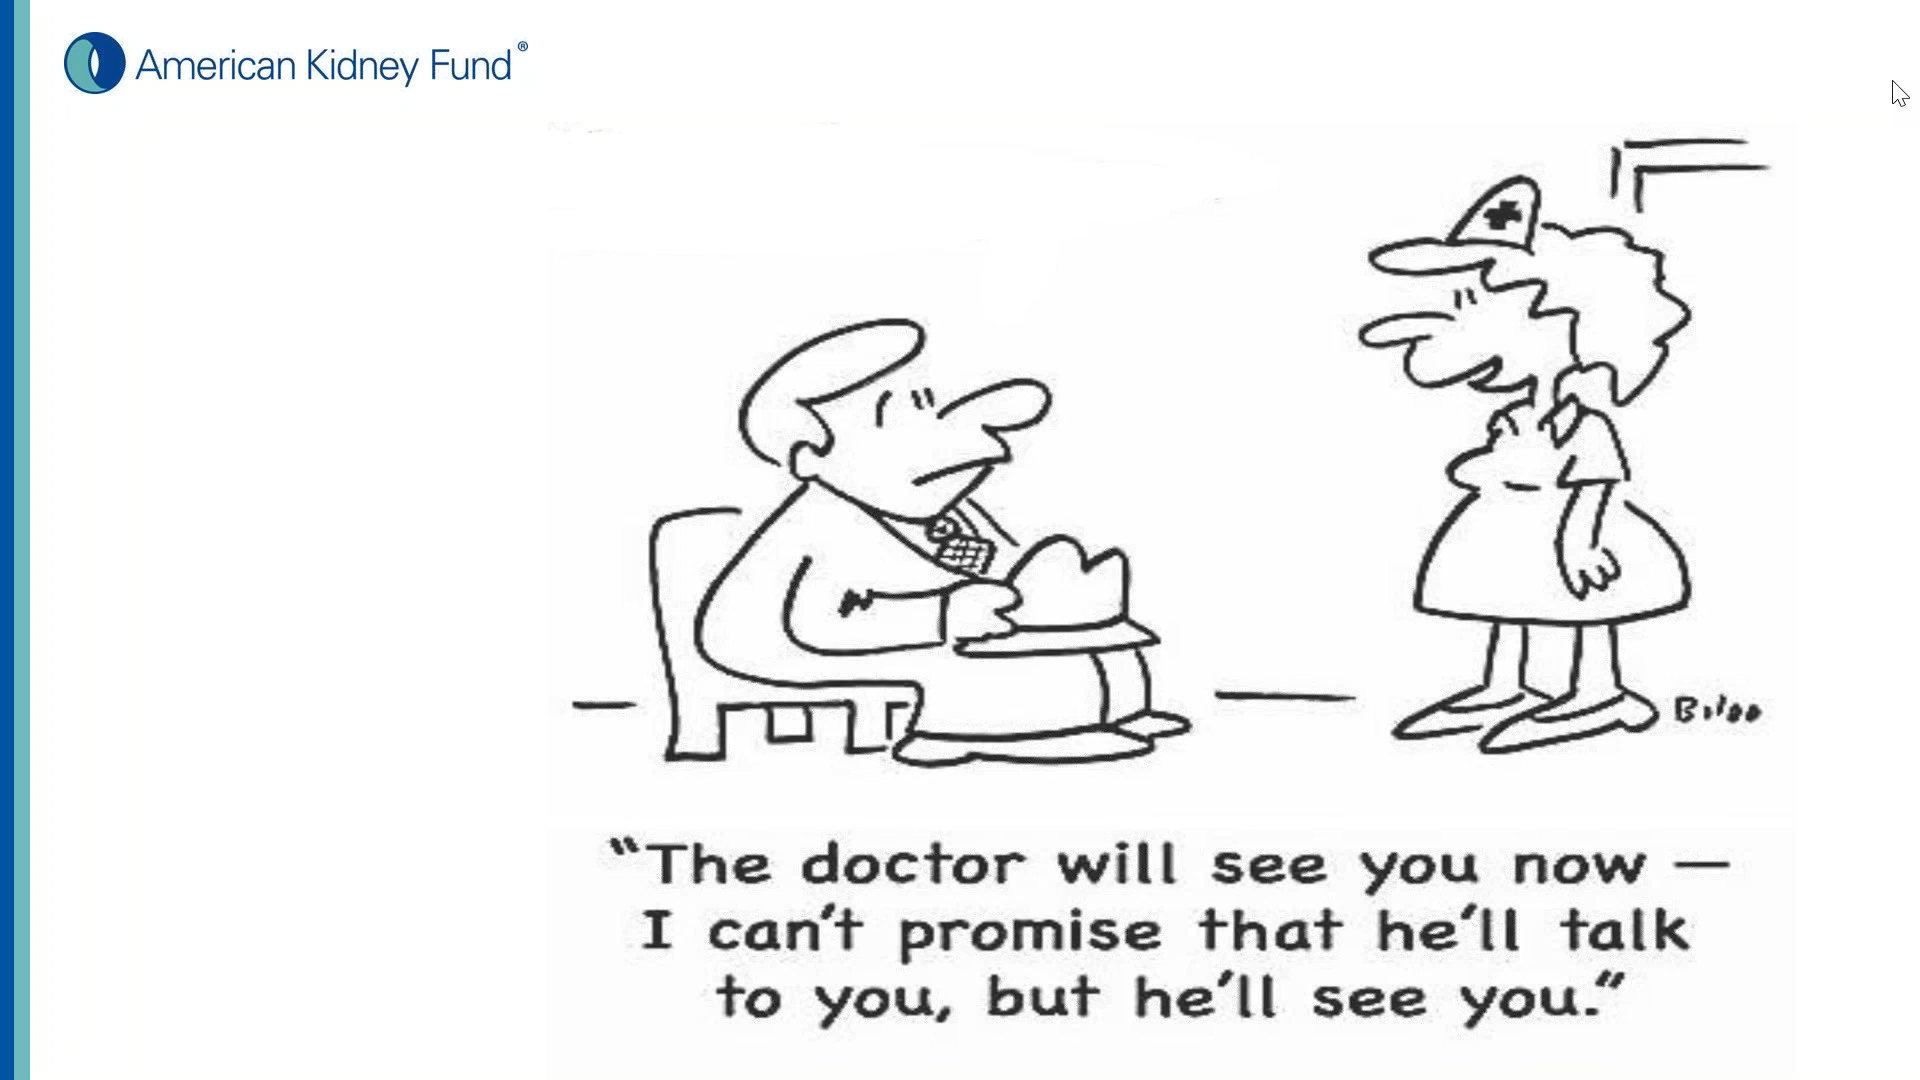 American Kidney Fund®
"The doctor will see you now —
I can't promise that he'll talk
to you, but he'll see you."